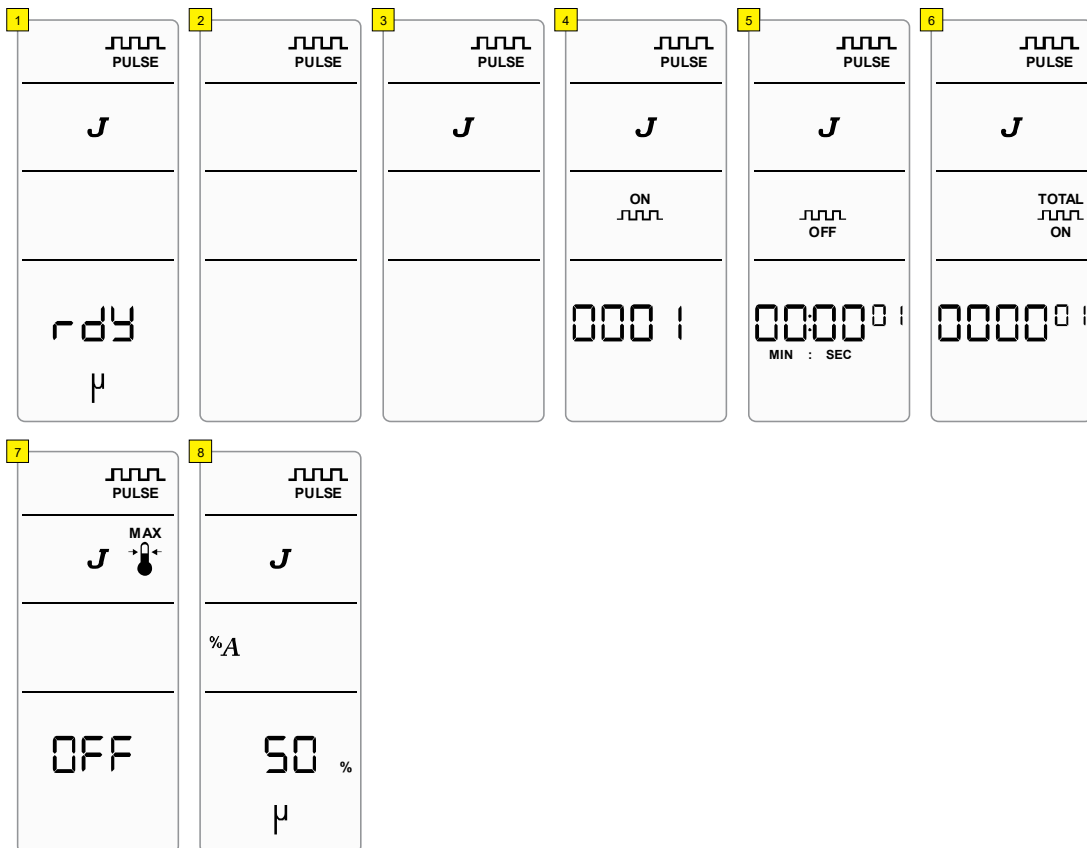 1
PULSE
J
rdy
µ
2
PULSE
3
PULSE
J
4
PULSE
J
ON
0001
5
PULSE
J
OFF
00:00 01
MIN : SEC
6
PULSE
J
TOTAL
ON
0000 01
7
PULSE
MAX
J
OFF
8
PULSE
J
%A
50 %
µ